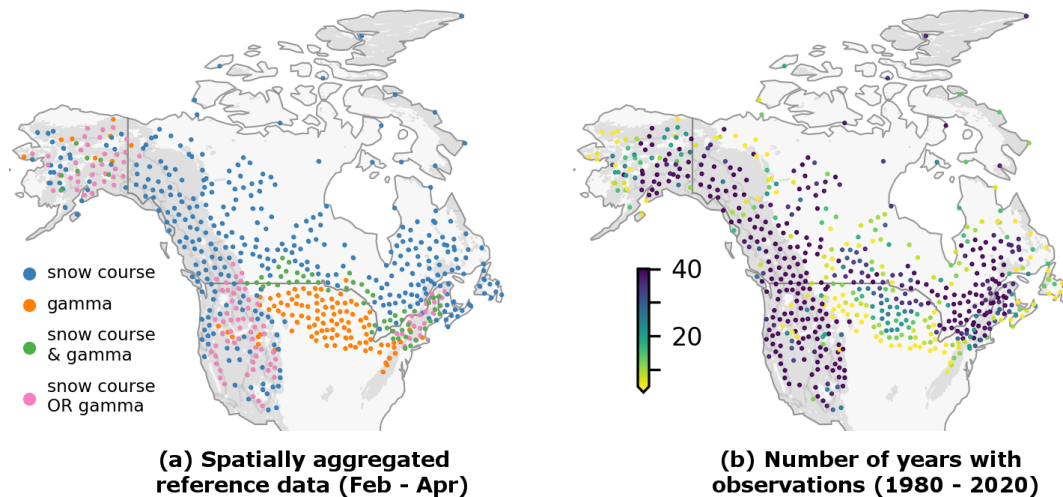 snow course
gamma
snow course
& gamma
snow course
OR gamma
40
20
(a) Spatially aggregated
reference data (Feb - Apr)
(b) Number of years with
observations (1980 - 2020)